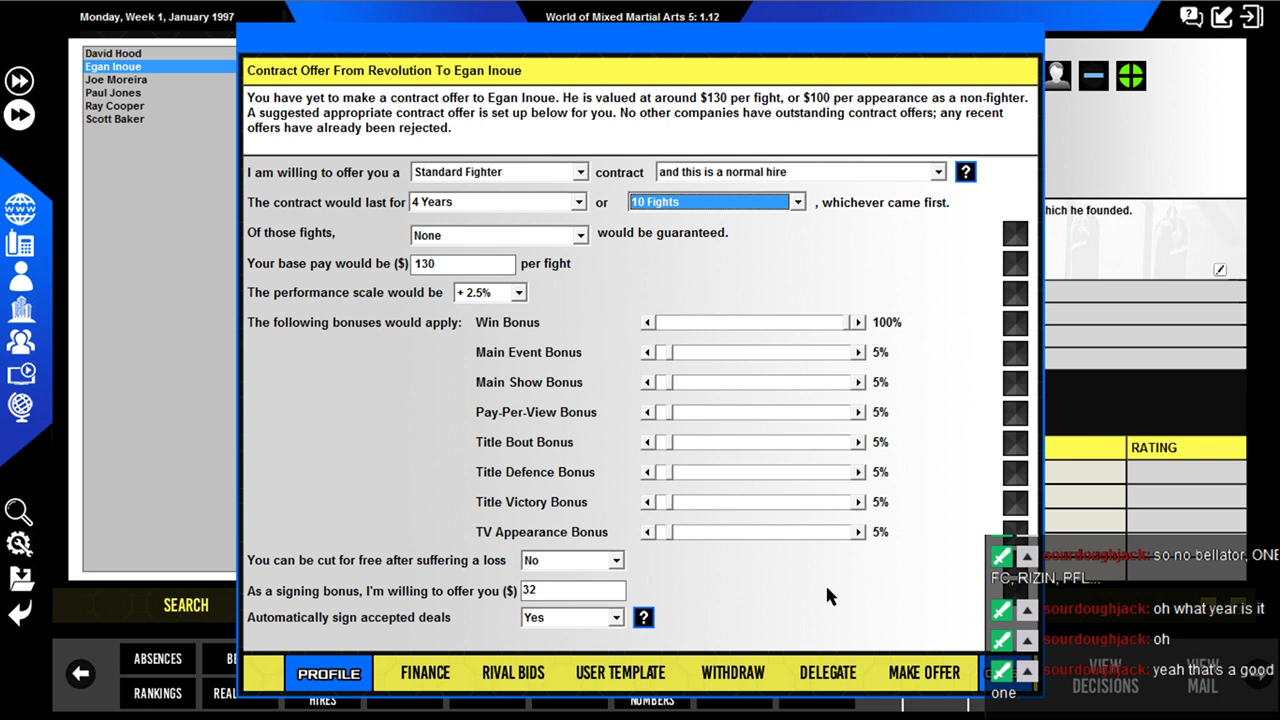 Monday, Week 1, January 1997
World of Mixed Martial Arts 5: 1.12
David Hood
Egan Inoue
Joe Moreira
Paul Jones
Ray Cooper
Scott Baker
Contract Offer From Revolution To Egan Inoue
You have yet to make a contract offer to Egan Inoue. He is valued at around $130 per fight, or $100 per appearance as a non-fighter.
A suggested appropriate contract offer is set up below for you. No other companies have outstanding contract offers; any recent
offers have already been rejected.
I am willing to offer you a Standard Fighter contract and this is a normal hire ?
The contract would last for 4 Years or 10 Fights , whichever came first.
hich he founded.
Of those fights, None would be guaranteed.
Your base pay would be ($) 130 per fight
The performance scale would be + 2.5%
The following bonuses would apply: Win Bonus 100%
Main Event Bonus 5%
Main Show Bonus 5%
Pay-Per-View Bonus 5%
Title Bout Bonus 5%
RATING
Title Defence Bonus 5%
Title Victory Bonus 5%
TV Appearance Bonus 5%
You can be cut for free after suffering a loss No
As a signing bonus, I'm willing to offer you ($) 32
Automatically sign accepted deals Yes ?
sourdoughjack: so no bellator, ONE
FC, RIZIN, PFL...
sourdoughjack: oh what year is it
sourdoughjack: oh
sourdoughjack: yeah that's a good
one
SEARCH
PROFILE
FINANCE
RIVAL BIDS
USER TEMPLATE
WITHDRAW
DELEGATE
MAKE OFFER
ABSENCES
RANKINGS
HIRES
NUMBERS
VIEW
DECISIONS
VIEW
MAIL